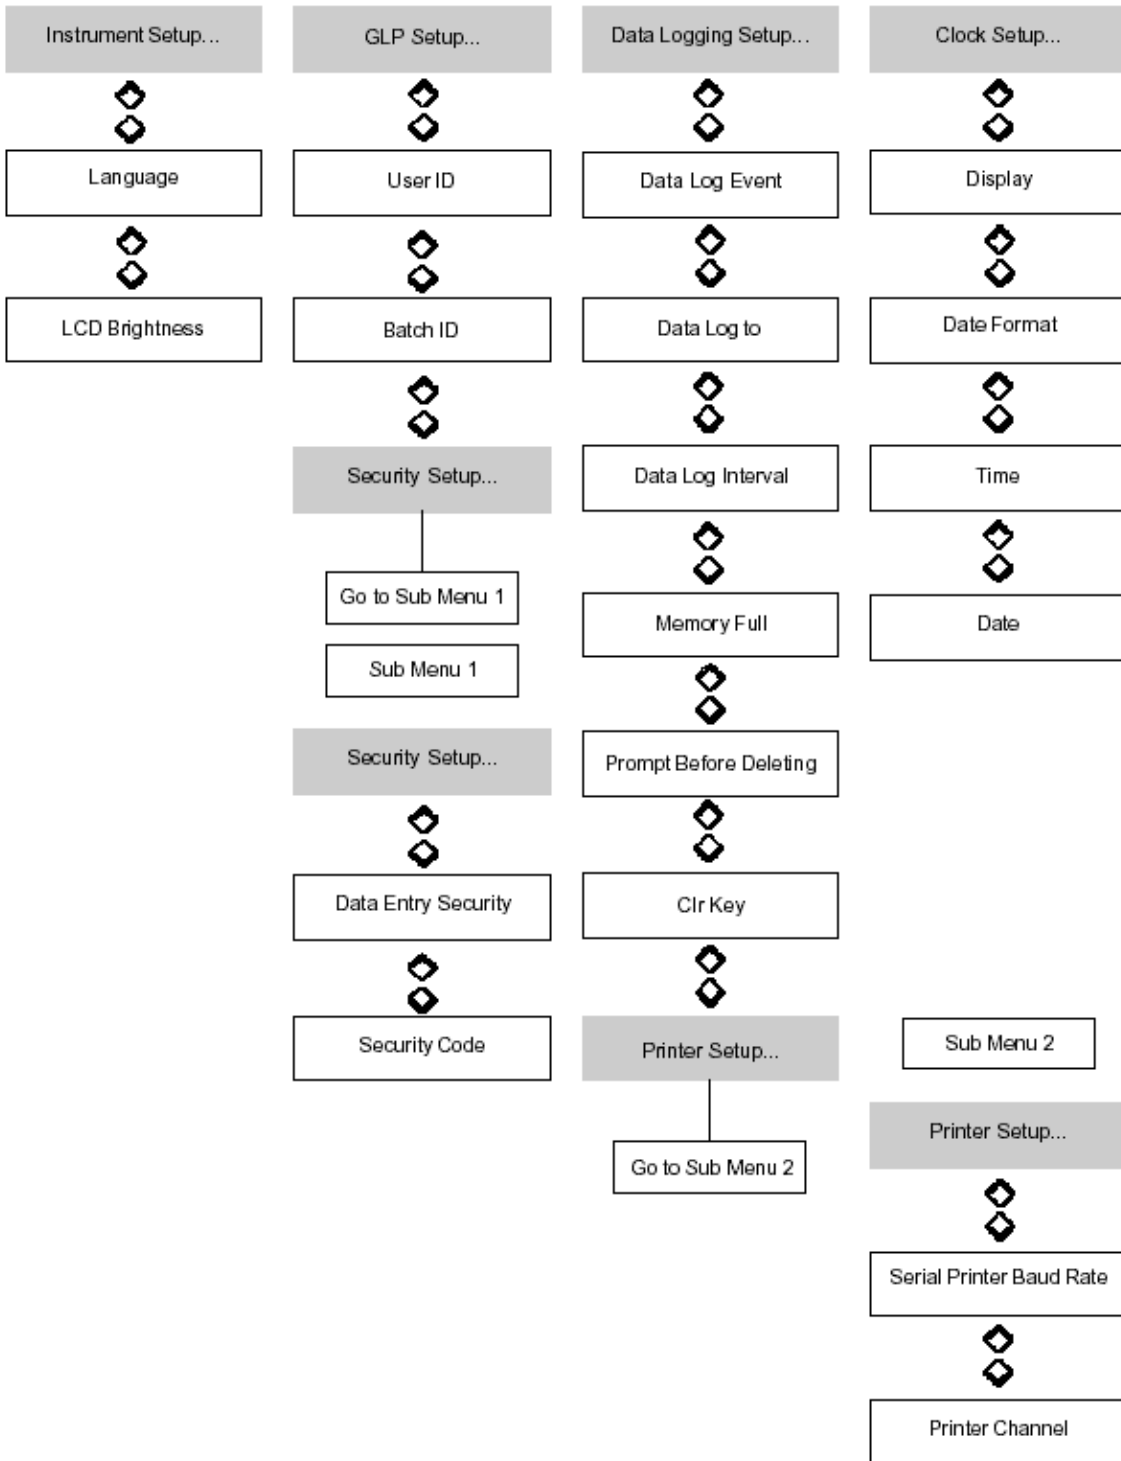 Instrument Setup...
Language
LCD Brightness
GLP Setup...
User ID
Batch ID
Security Setup...
Go to Sub Menu 1
Sub Menu 1
Security Setup...
Data Entry Security
Security Code
Data Logging Setup...
Data Log Event
Data Log to
Data Log Interval
Memory Full
Prompt Before Deleting
Clr Key
Printer Setup...
Go to Sub Menu 2
Clock Setup...
Display
Date Format
Time
Date
Sub Menu 2
Printer Setup...
Serial Printer Baud Rate
Printer Channel